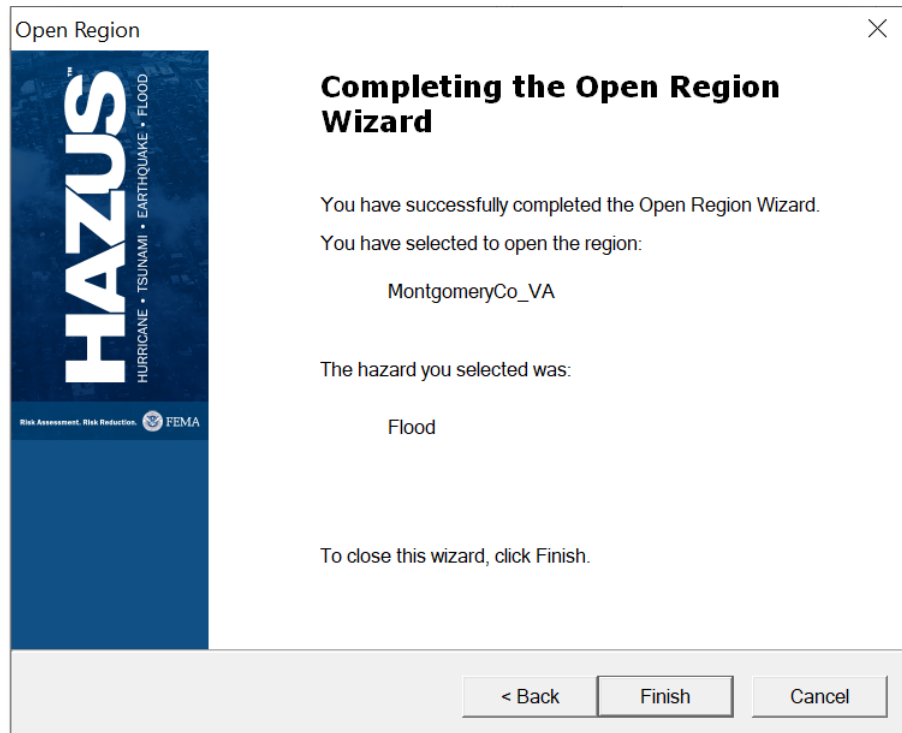 Open Region
HAZUS™
HURRICANE • TSUNAMI • EARTHQUAKE • FLOOD
Risk Assessment. Risk Reduction. FEMA
Completing the Open Region
Wizard
You have successfully completed the Open Region Wizard.
You have selected to open the region:
MontgomeryCo_VA
The hazard you selected was:
Flood
To close this wizard, click Finish.
< Back Finish Cancel